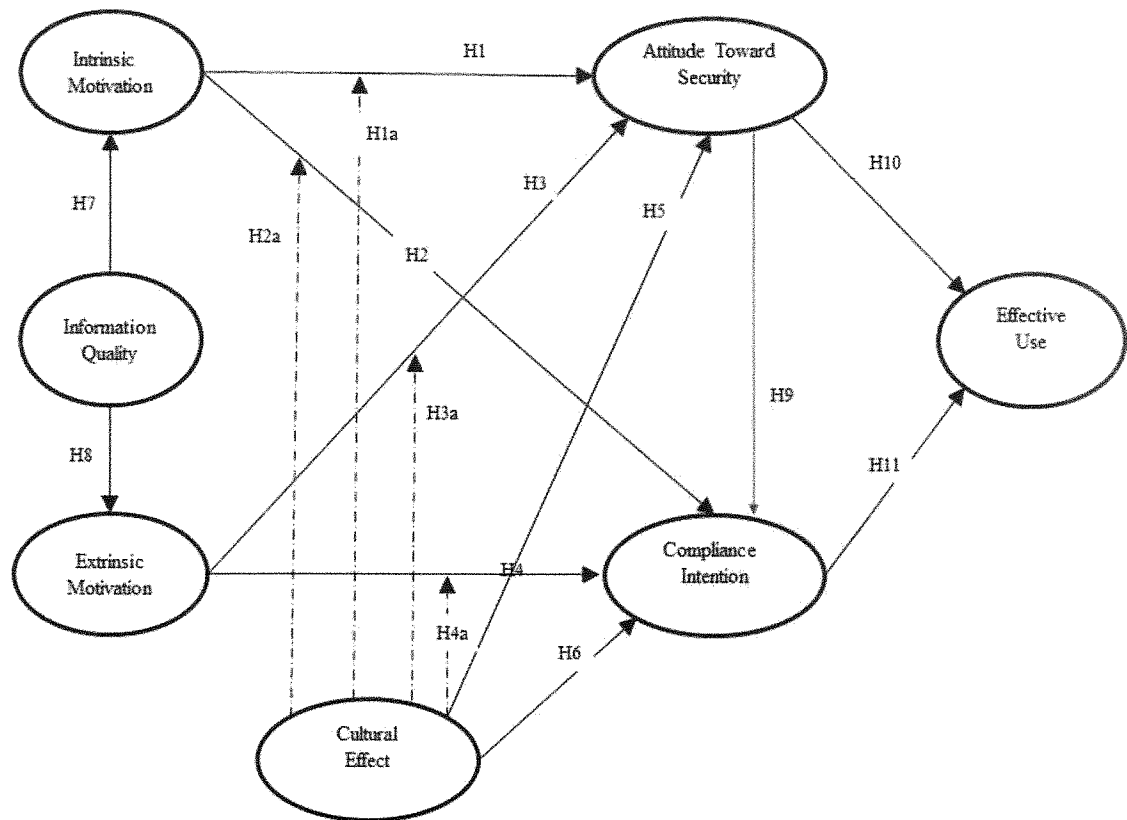 Intrinsic
Motivation
H1
Attitude Toward
Security
H1a
H3
H10
H7
H2a
H2
H5
Information
Quality
Effective
Use
H3a
H9
H8
H11
Extrinsic
Motivation
H4
Compliance
Intention
H4a
H6
Cultural
Effect